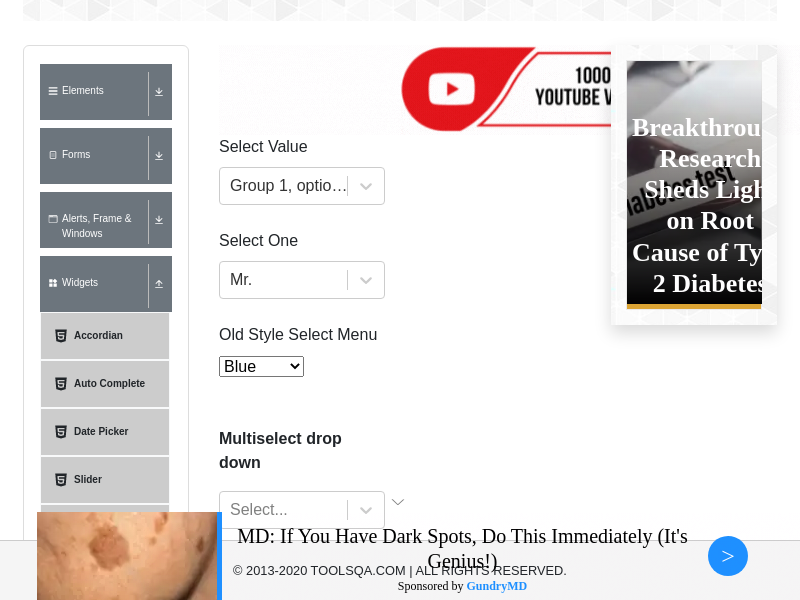 Elements
Forms
Alerts, Frame &
Windows
Widgets
Accordian
Auto Complete
Date Picker
Slider
1000
YOUTUBE V
Select Value
Group 1, optio...
Select One
Mr.
Old Style Select Menu
Blue
Multiselect drop
down
Select...
Breakthrou
Research
Sheds Ligh
on Root
Cause of Ty
2 Diabetes
diabetes test
MD: If You Have Dark Spots, Do This Immediately (It's
Genius!)
Sponsored by GundryMD
>
© 2013-2020 TOOLSQA.COM | ALL RIGHTS RESERVED.